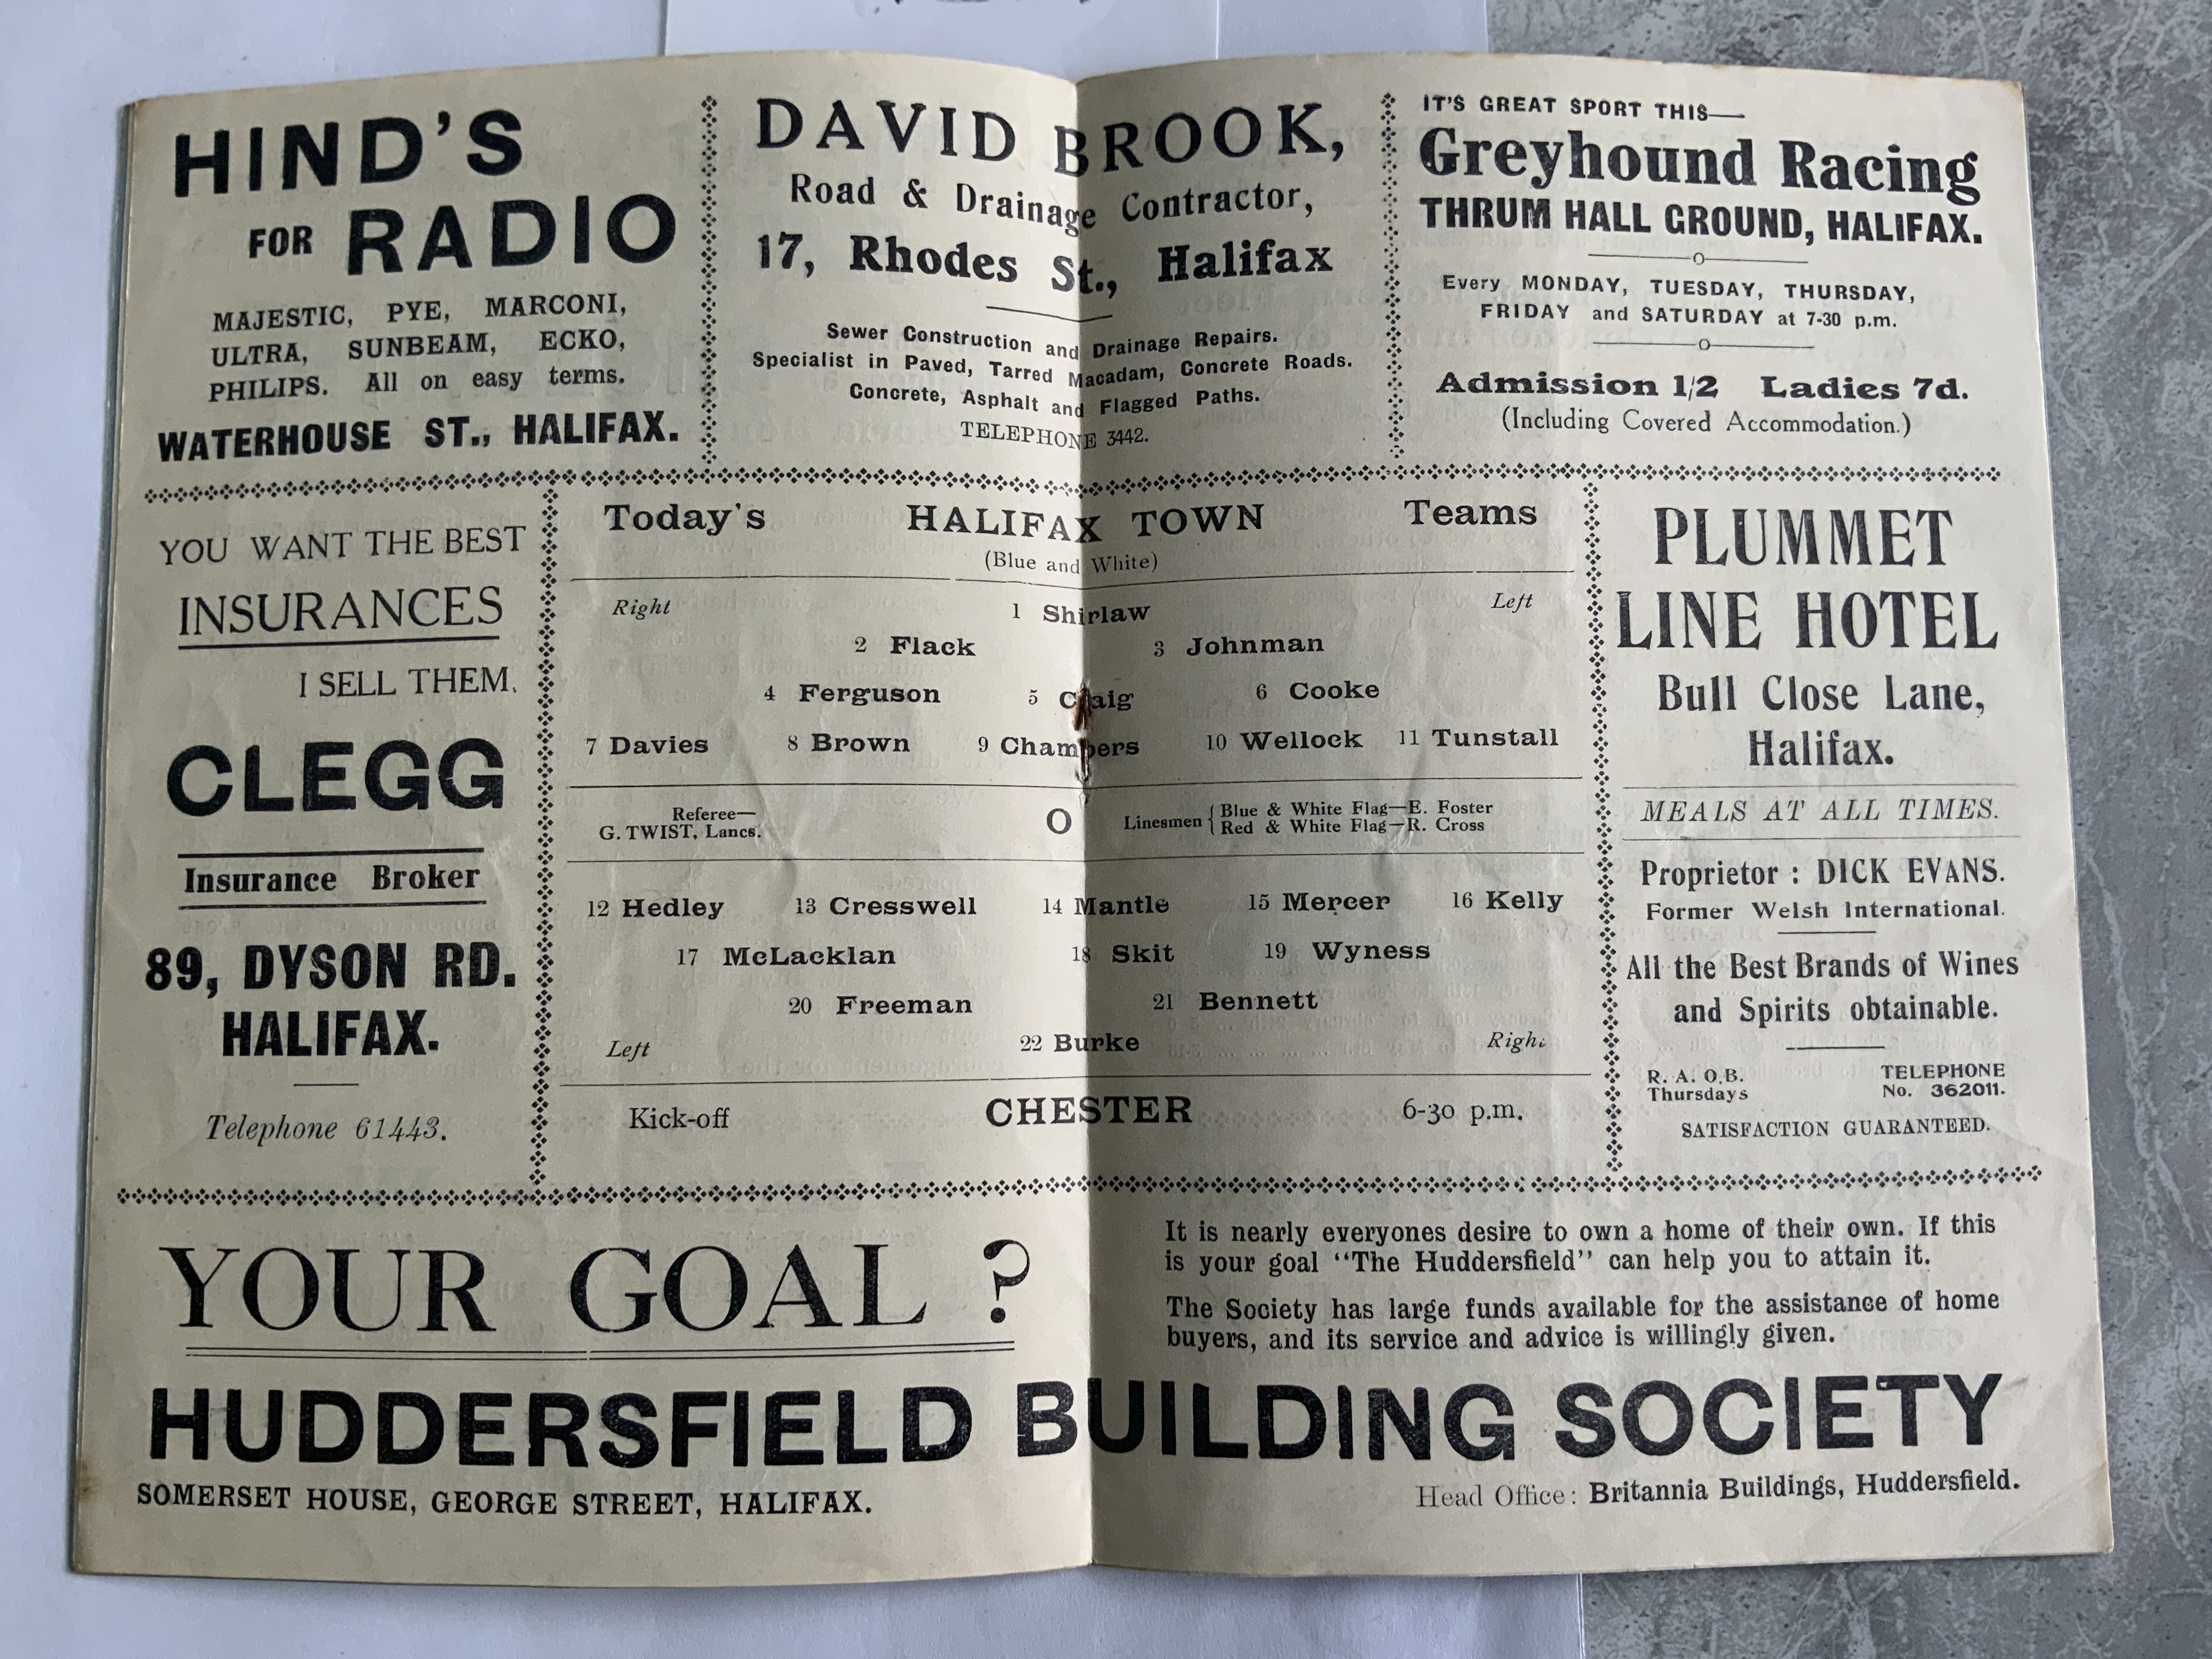 HIND'S
FOR RADIO
MAJESTIC, PYE, MARCONI,
ULTRA, SUNBEAM, ECKO,
PHILIPS. All on easy terms.
WATERHOUSE ST., HALIFAX.
DAVID BROOK,
Road & Drainage Contractor,
17, Rhodes St., Halifax
Sewer Construction and Drainage Repairs.
Specialist in Paved, Tarred Macadam, Concrete Roads.
Concrete, Asphalt and Flagged Paths.
TELEPHONE 3442.
IT'S GREAT SPORT THIS—
Greyhound Racing
THRUM HALL GROUND, HALIFAX.
Every MONDAY, TUESDAY, THURSDAY,
FRIDAY and SATURDAY at 7-30 p.m.
Admission 1/2 Ladies 7d.
(Including Covered Accommodation.)
YOU WANT THE BEST
INSURANCES
I SELL THEM.
CLEGG
Insurance Broker
89, DYSON RD.
HALIFAX.
Telephone 61443.
Today's HALIFAX TOWN Teams
(Blue and White)
Right 1 Shirlaw Left
2 Flack 3 Johnman
4 Ferguson 5 Craig 6 Cooke
7 Davies 8 Brown 9 Chambers 10 Wellock 11 Tunstall
Referee—
G. TWIST, Lancs.
O
Linesmen { Blue & White Flag—E. Foster
Red & White Flag—R. Cross
12 Hedley 13 Cresswell 14 Mantle 15 Mercer 16 Kelly
17 McLacklan 18 Skit 19 Wyness
20 Freeman 21 Bennett
Left 22 Burke Right
Kick-off CHESTER 6-30 p.m.
PLUMMET
LINE HOTEL
Bull Close Lane,
Halifax.
MEALS AT ALL TIMES.
Proprietor : DICK EVANS.
Former Welsh International.
All the Best Brands of Wines
and Spirits obtainable.
R. A. O.B. TELEPHONE
Thursdays No. 362011.
SATISFACTION GUARANTEED.
YOUR GOAL ?
It is nearly everyones desire to own a home of their own. If this
is your goal "The Huddersfield" can help you to attain it.
The Society has large funds available for the assistance of home
buyers, and its service and advice is willingly given.
HUDDERSFIELD BUILDING SOCIETY
SOMERSET HOUSE, GEORGE STREET, HALIFAX.
Head Office: Britannia Buildings, Huddersfield.